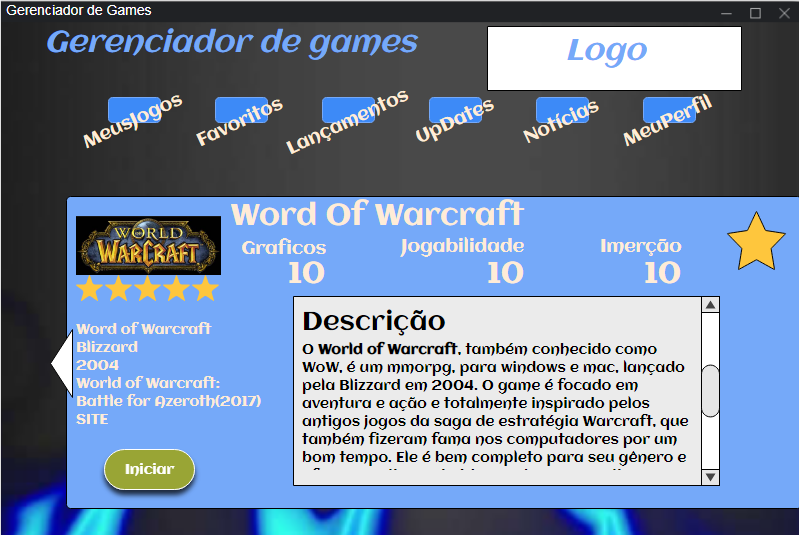 Gerenciador de Games
Gerenciador de games
Logo
MeusJogos
Favoritos
Lançamentos
UpDates
Notícias
MeuPerfil
WORLD
WARCRAFT
Word Of Warcraft
Graficos
Jogabilidade
Imerção
10
10
10
Word of Warcraft
Blizzard
2004
World of Warcraft:
Battle for Azeroth(2017)
SITE
Iniciar
Descrição
O World of Warcraft, também conhecido como
WoW, é um mmorpg, para windows e mac, lançado
pela Blizzard em 2004. O game é focado em
aventura e ação e totalmente inspirado pelos
antigos jogos da saga de estratégia Warcraft, que
também fizeram fama nos computadores por um
bom tempo. Ele é bem completo para seu gênero e